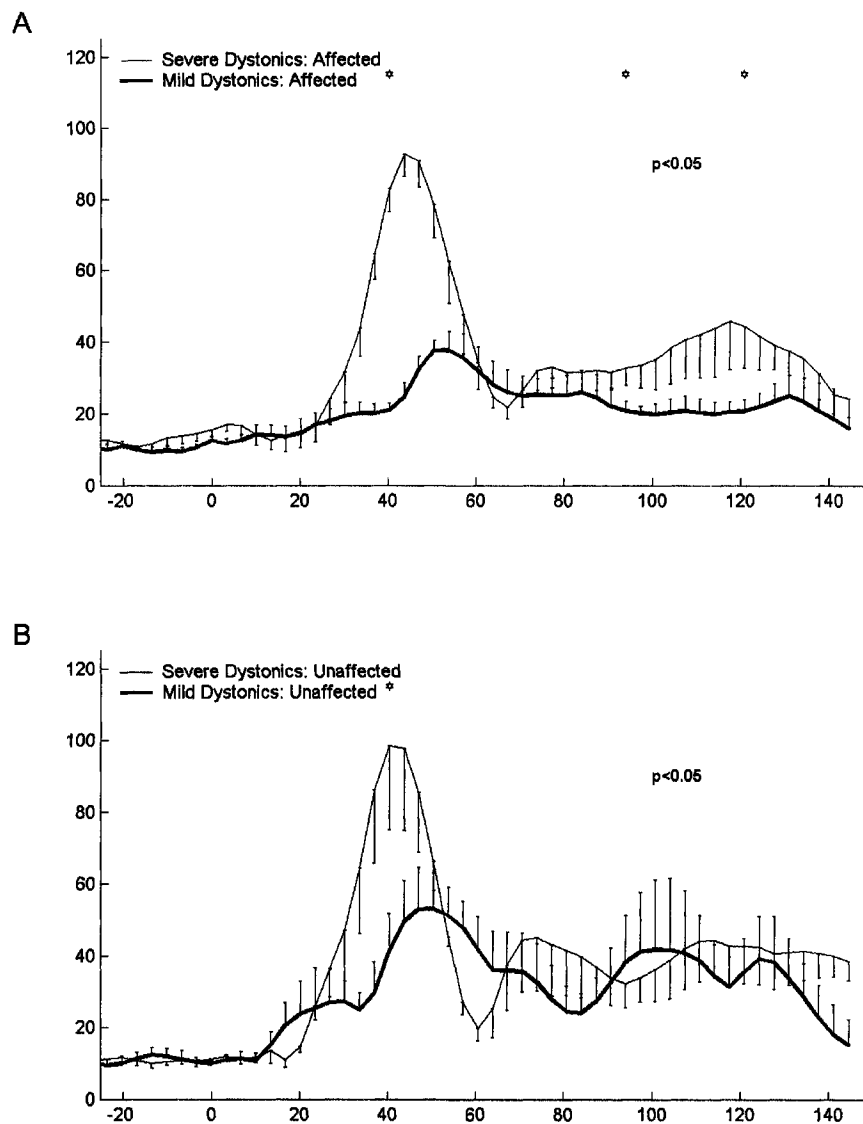 A
120
Severe Dystonics: Affected
Mild Dystonics: Affected
100
p<0.05
80
60
40
20
0
-20 0 20 40 60 80 100 120 140
B
120
Severe Dystonics: Unaffected
Mild Dystonics: Unaffected
100
p<0.05
80
60
40
20
0
-20 0 20 40 60 80 100 120 140